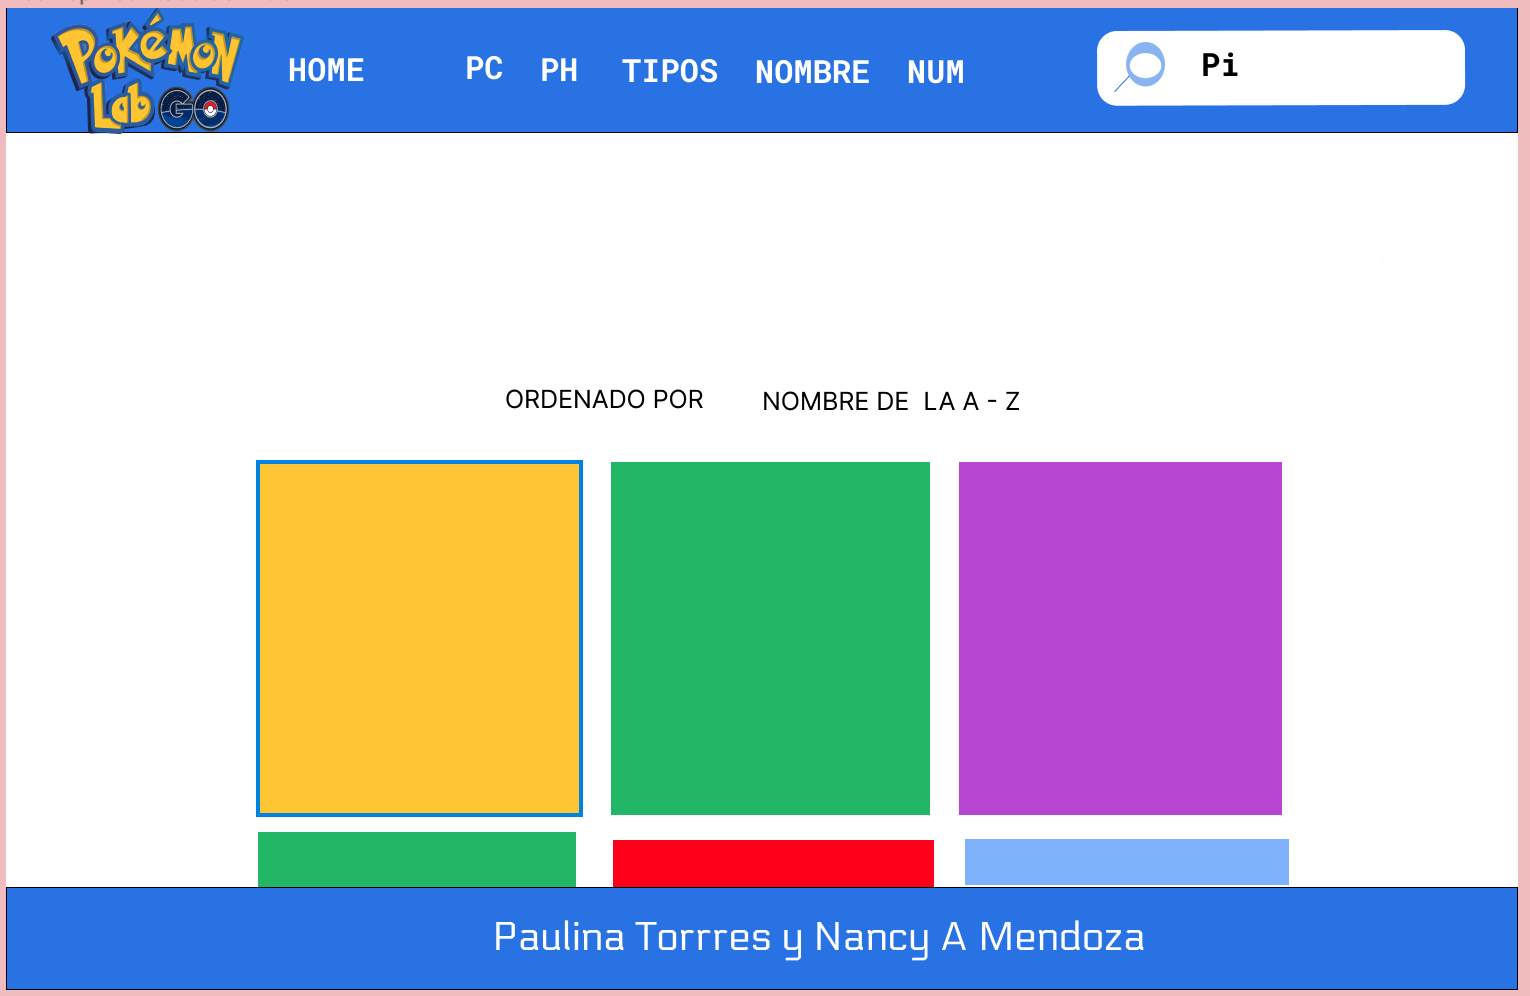 POKéMON
Lab GO
HOME PC PH TIPOS NOMBRE NUM
Pi
ORDENADO POR NOMBRE DE LA A - Z
Paulina Torrres y Nancy A Mendoza